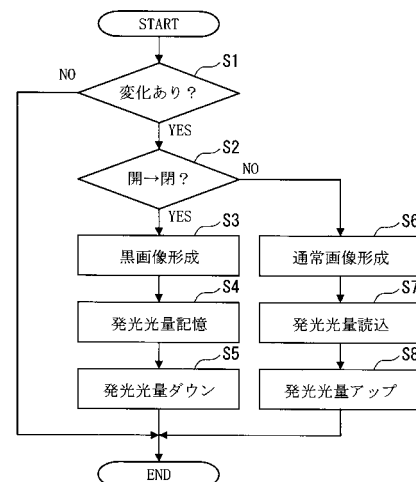 START
S1
NO
変化あり？
YES
S2
NO
開→閉？
YES
S3
黒画像形成
S6
通常画像形成
S4
発光光量記憶
S7
発光光量読込
S5
発光光量ダウン
S8
発光光量アップ
END